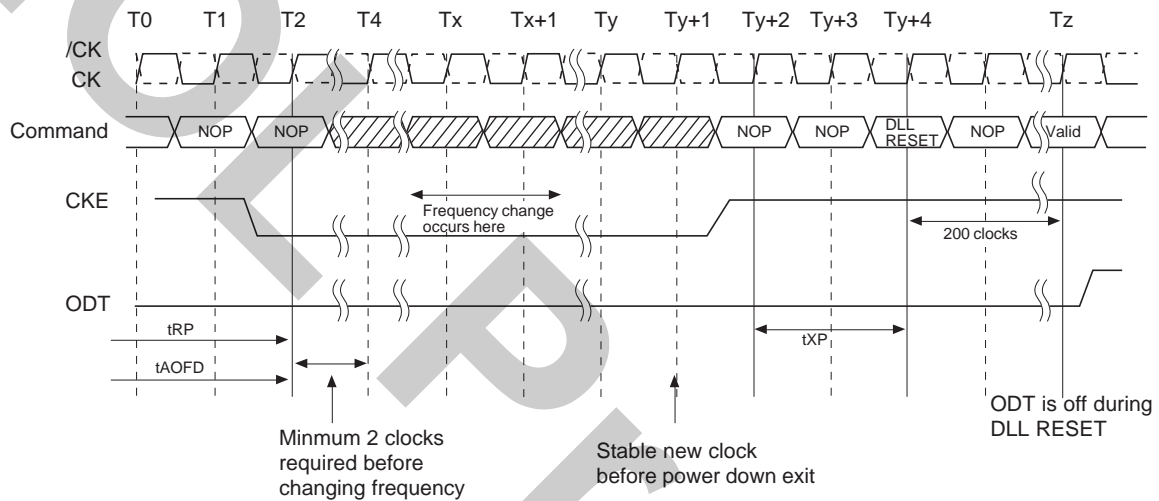 T0 T1 T2 T4 Tx Tx+1 Ty Ty+1 Ty+2 Ty+3 Ty+4 Tz
/CK
CK
Command NOP NOP NOP NOP DLL RESET NOP Valid
CKE
Frequency change
occurs here
200 clocks
ODT
tRP
tXP
tAOFD
ODT is off during
DLL RESET
Minmum 2 clocks
required before
changing frequency
Stable new clock
before power down exit